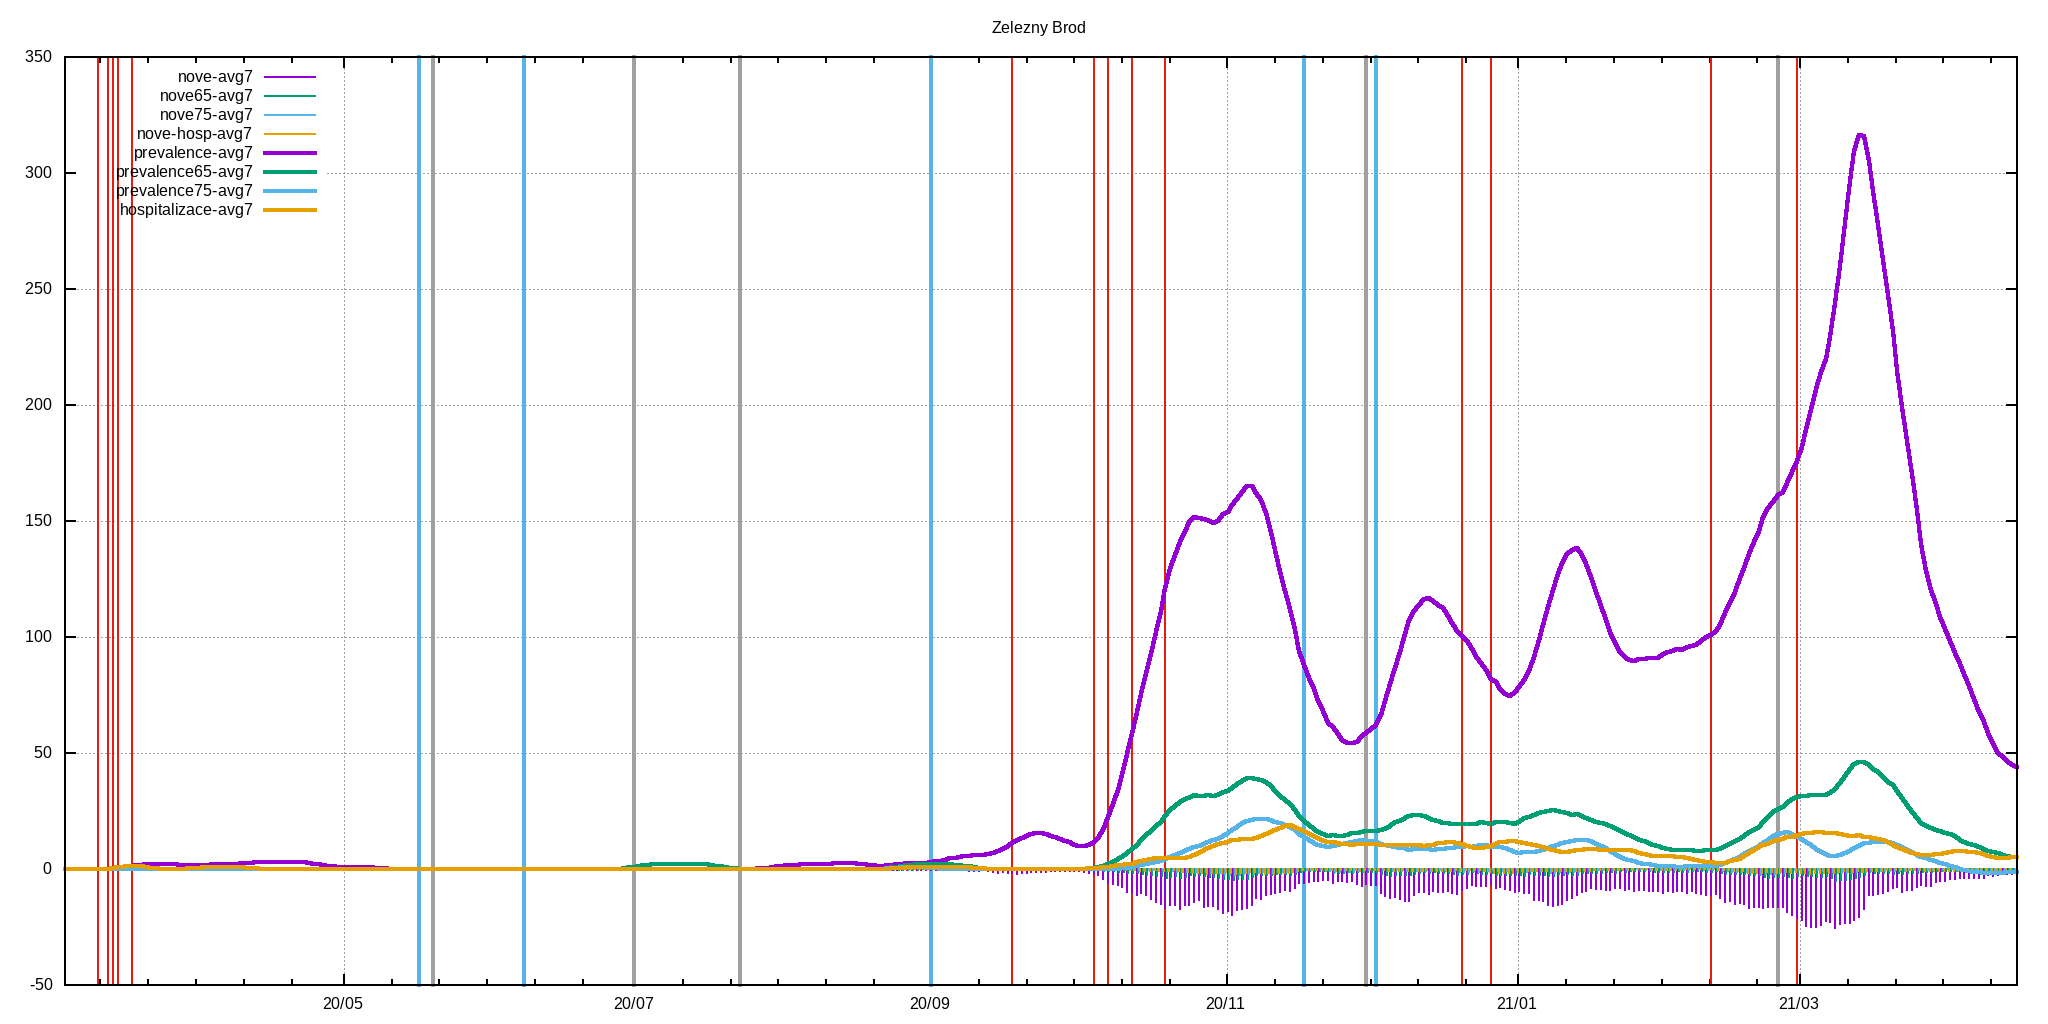 Zelezny Brod
350
300
250
200
150
100
50
0
-50
nove-avg7
nove65-avg7
nove75-avg7
nove-hosp-avg7
prevalence-avg7
prevalence65-avg7
prevalence75-avg7
hospitalizace-avg7
20/05 20/07 20/09 20/11 21/01 21/03